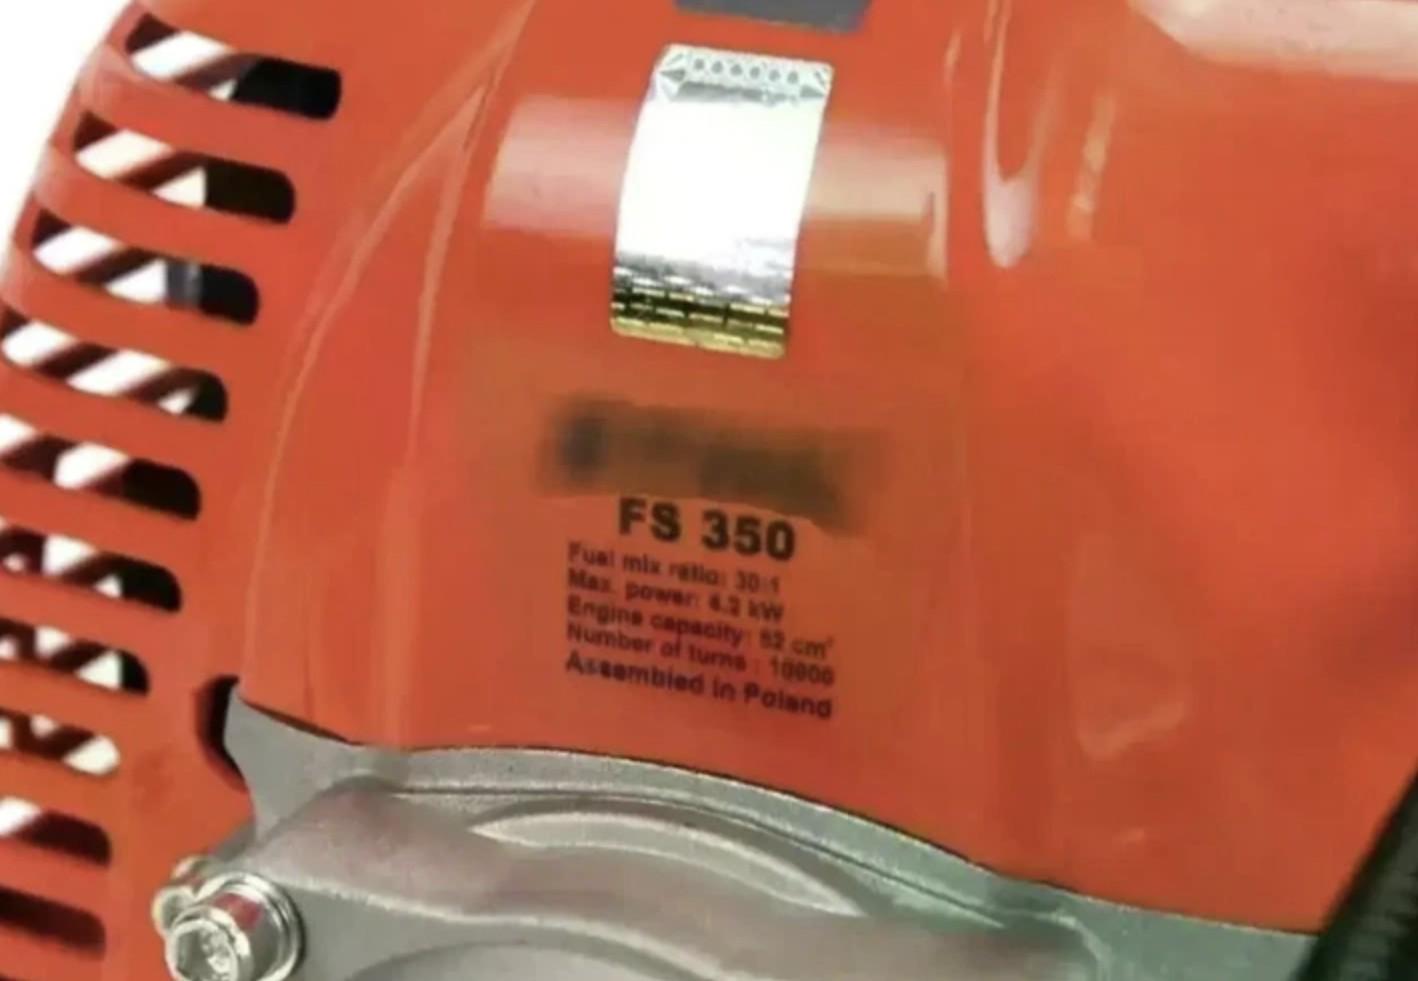 FS 350
Fuel mix ratio: 30:1
Max. power: 4.2 kW
Engine capacity: 52 cm³
Number of turns : 10000
Assembled in Poland